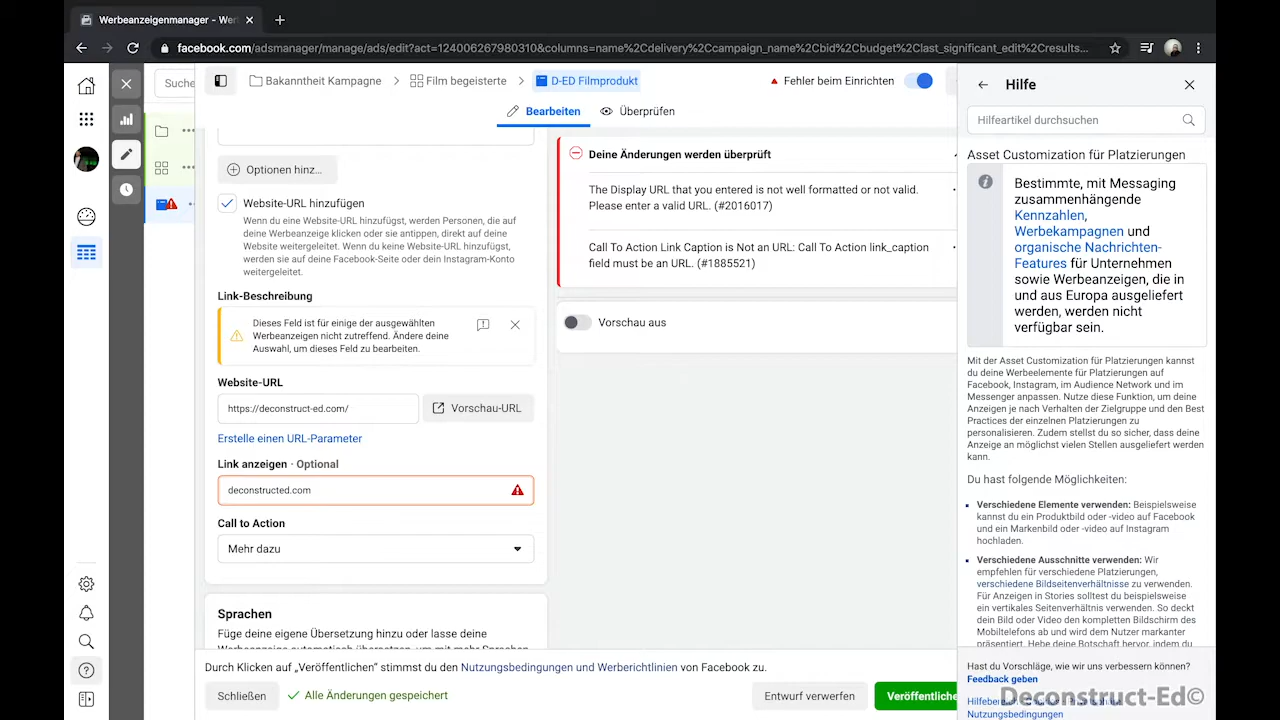 Werbeanzeigenmanager - Wer
facebook.com/adsmanager/manage/ads/edit?act=124006267980310&columns=name%2Cdelivery%2Ccampaign_name%2Cbid%2Cbudget%2Clast_significant_edit%2Cresults...
Suche
Bakanntheit Kampagne
Film begeisterte
D-ED Filmprodukt
Fehler beim Einrichten
Bearbeiten
Überprüfen
Optionen hinz...
Website-URL hinzufügen
Wenn du eine Website-URL hinzufügst, werden Personen, die auf
deine Werbeanzeige klicken oder sie antippen, direkt auf deine
Website weitergeleitet. Wenn du keine Website-URL hinzufügst,
werden sie auf deine Facebook-Seite oder dein Instagram-Konto
weitergeleitet.
Link-Beschreibung
Dieses Feld ist für einige der ausgewählten
Werbeanzeigen nicht zutreffend. Ändere deine
Auswahl, um dieses Feld zu bearbeiten.
Website-URL
https://deconstruct-ed.com/
Vorschau-URL
Erstelle einen URL-Parameter
Link anzeigen · Optional
deconstructed.com
Call to Action
Mehr dazu
Sprachen
Füge deine eigene Übersetzung hinzu oder lasse deine
Werbeanzeige automatisch übersetzen, um mit mehr Sprachen
Deine Änderungen werden überprüft
The Display URL that you entered is not well formatted or not valid.
Please enter a valid URL. (#2016017)
Call To Action Link Caption is Not an URL: Call To Action link_caption
field must be an URL. (#1885521)
Vorschau aus
Durch Klicken auf „Veröffentlichen" stimmst du den Nutzungsbedingungen und Werberichtlinien von Facebook zu.
Schließen
Alle Änderungen gespeichert
Entwurf verwerfen
Veröffentliche
Hilfe
Hilfeartikel durchsuchen
Asset Customization für Platzierungen
Bestimmte, mit Messaging
zusammenhängende
Kennzahlen,
Werbekampagnen und
organische Nachrichten-
Features für Unternehmen
sowie Werbeanzeigen, die in
und aus Europa ausgeliefert
werden, werden nicht
verfügbar sein.
Mit der Asset Customization für Platzierungen kannst
du deine Werbeelemente für Platzierungen auf
Facebook, Instagram, im Audience Network und im
Messenger anpassen. Nutze diese Funktion, um deine
Anzeigen je nach Verhalten der Zielgruppe und den Best
Practices der einzelnen Platzierungen zu
personalisieren. Zudem stellst du so sicher, dass deine
Anzeige an möglichst vielen Stellen ausgeliefert werden
kann.
Du hast folgende Möglichkeiten:
Verschiedene Elemente verwenden: Beispielsweise
kannst du ein Produktbild oder -video auf Facebook
und ein Markenbild oder -video auf Instagram
hochladen.
Verschiedene Ausschnitte verwenden: Wir
empfehlen für verschiedene Platzierungen,
verschiedene Bildseitenverhältnisse zu verwenden.
Für Anzeigen in Stories solltest du beispielsweise
ein vertikales Seitenverhältnis verwenden. So deckt
dein Bild oder Video den kompletten Bildschirm des
Mobiltelefons ab und wird dem Nutzer markanter
präsentiert. Hebe deine Botschaft hervor, indem du
Hast du Vorschläge, wie wir uns verbessern können?
Feedback geben
Nutzungsbedingungen
Deconstruct-Ed©